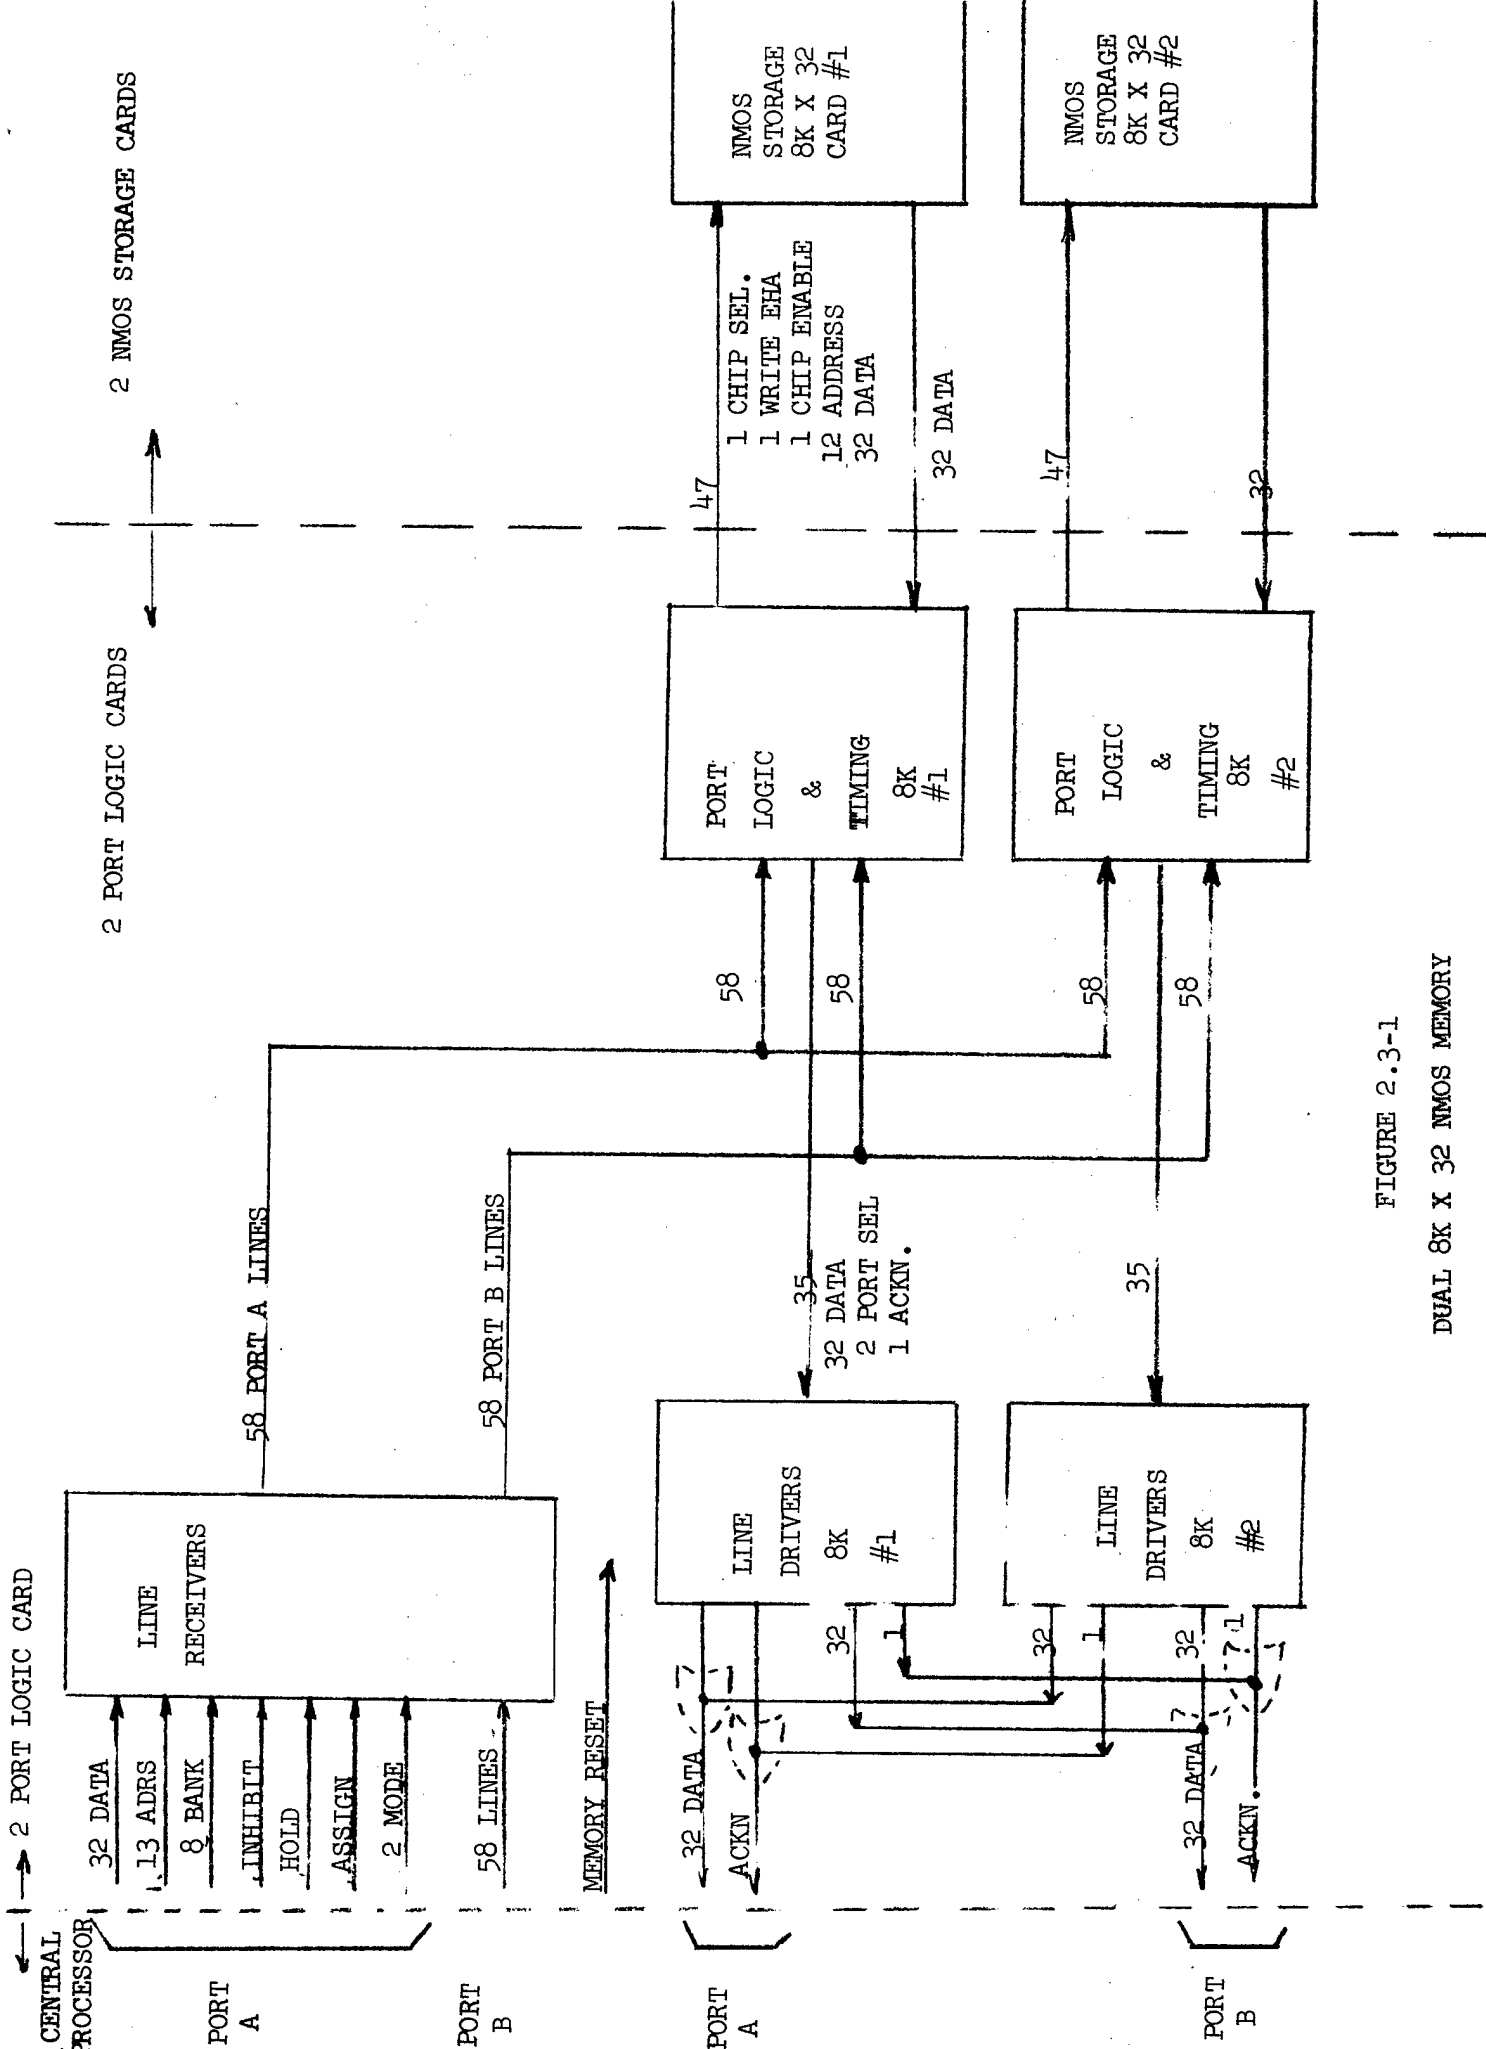 CENTRAL
PROCESSOR
2 PORT LOGIC CARD
2 PORT LOGIC CARDS
2 NMOS STORAGE CARDS
PORT
A
32 DATA
13 ADRS
8 BANK
INHIBIT
HOLD
ASSIGN
2 MODE
PORT
B
58 LINES
LINE
RECEIVERS
58 PORT A LINES
58 PORT B LINES
MEMORY RESET
PORT
A
32 DATA
ACKN
32
1
LINE
DRIVERS
8K
#1
35
32 DATA
2 PORT SEL
1 ACKN.
58
58
PORT
LOGIC
&
TIMING
8K
#1
47
1 CHIP SEL.
1 WRITE EHA
1 CHIP ENABLE
12 ADDRESS
32 DATA
32 DATA
NMOS
STORAGE
8K X 32
CARD #1
PORT
B
32 DATA
ACKN.
32
1
32
1
?
?
LINE
DRIVERS
8K
#2
35
58
58
PORT
LOGIC
&
TIMING
8K
#2
47
32
NMOS
STORAGE
8K X 32
CARD #2
FIGURE 2.3-1
DUAL 8K X 32 NMOS MEMORY